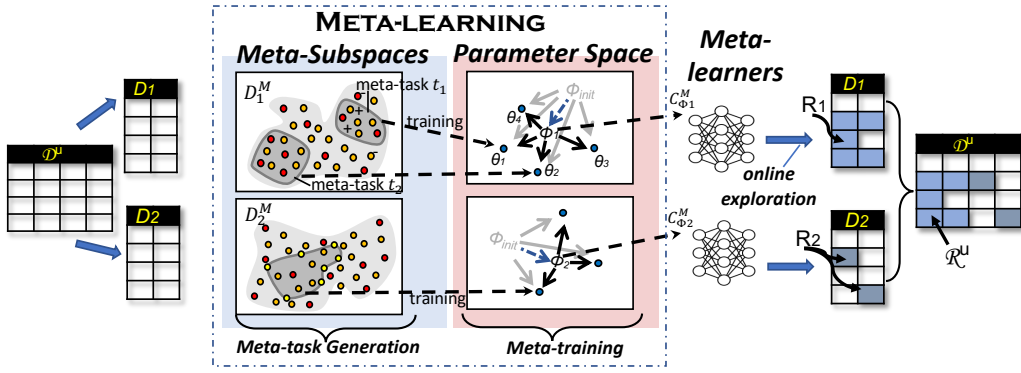 META-LEARNING
Meta-Subspaces
Parameter Space
Meta-
learners
D₁ᴹ
meta-task t₁
meta-task t₂
training
Φinit
θ₄
Φ₁
θ₁
θ₂
θ₃
C^M_Φ1
D1
D1
R₁
online
exploration
𝒟ᵘ
𝒟ᵘ
D2
D₂ᴹ
training
Φinit
Φ₂
C^M_Φ2
D2
R2
ℛᵘ
Meta-task Generation
Meta-training